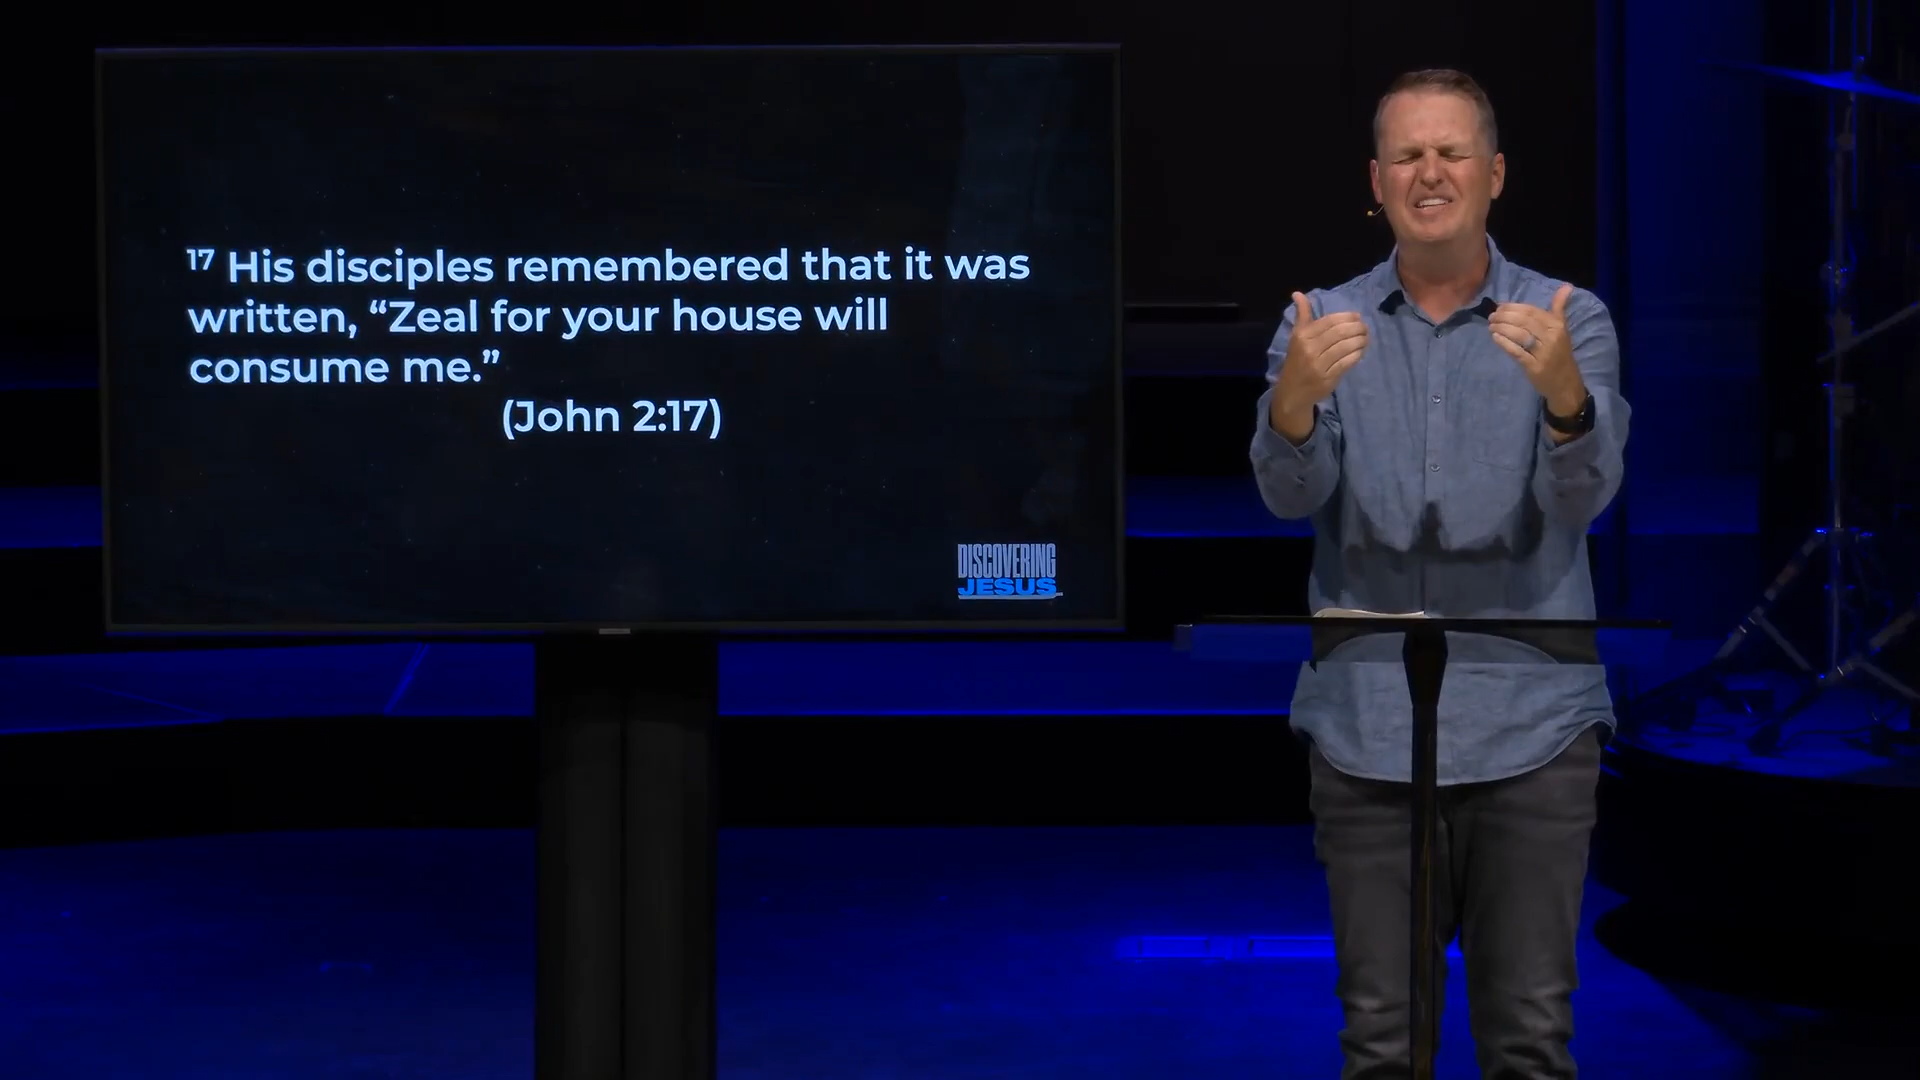 17 His disciples remembered that it was
written, “Zeal for your house will
consume me.”
(John 2:17)
DISCOVERING
JESUS